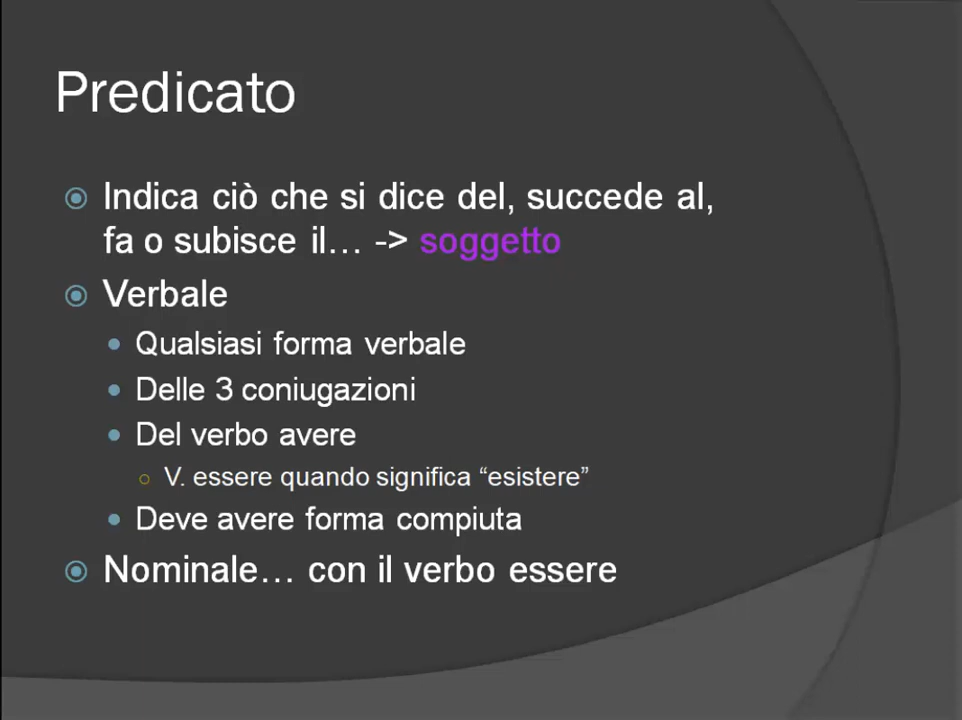 Predicato
Indica ciò che si dice del, succede al,
fa o subisce il… -> soggetto
Verbale
Qualsiasi forma verbale
Delle 3 coniugazioni
Del verbo avere
V. essere quando significa “esistere”
Deve avere forma compiuta
Nominale… con il verbo essere